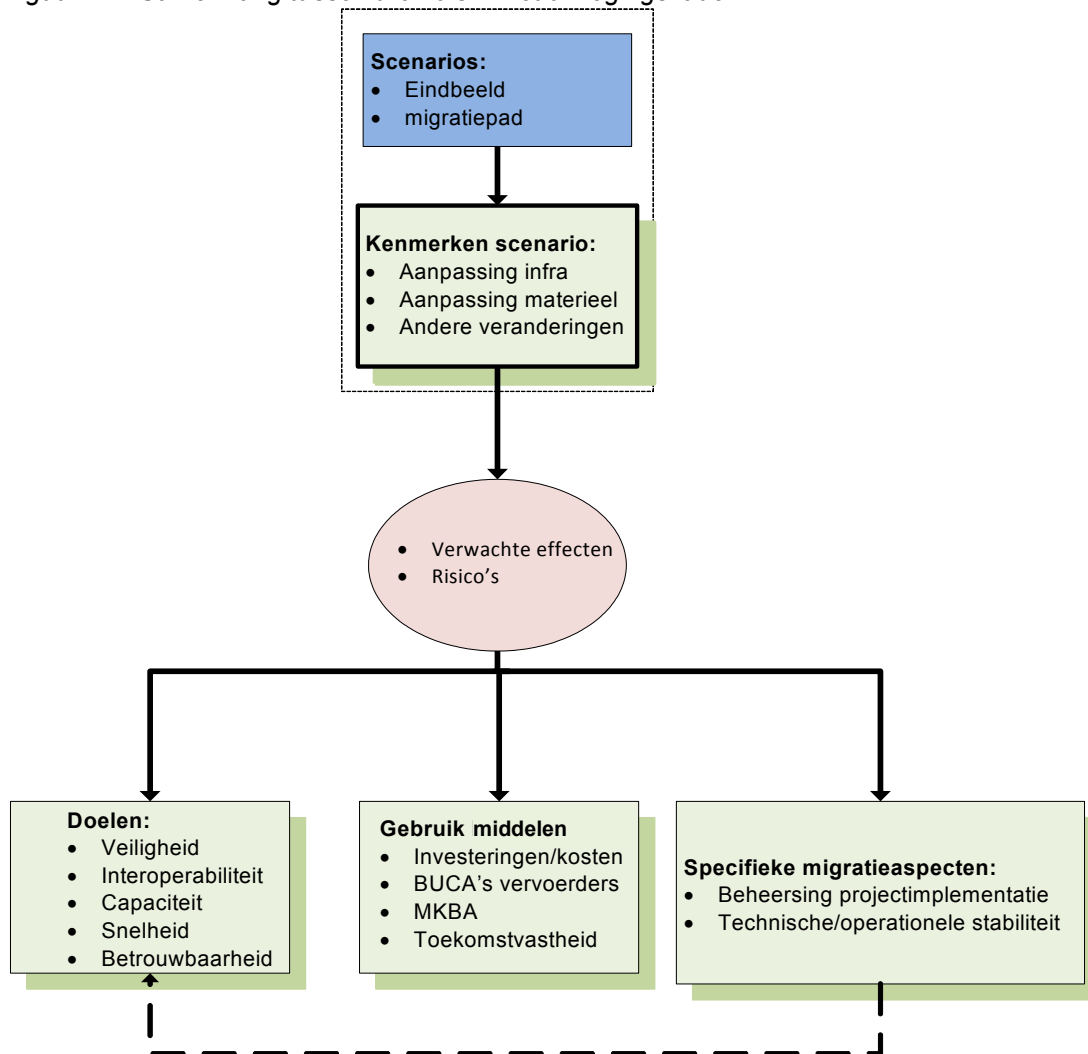 Scenarios:
• Eindbeeld
• migratiepad
Kenmerken scenario:
• Aanpassing infra
• Aanpassing materieel
• Andere veranderingen
• Verwachte effecten
• Risico’s
Doelen:
• Veiligheid
• Interoperabiliteit
• Capaciteit
• Snelheid
• Betrouwbaarheid
Gebruik middelen
• Investeringen/kosten
• BUCA’s vervoerders
• MKBA
• Toekomstvastheid
Specifieke migratieaspecten:
• Beheersing projectimplementatie
• Technische/operationele stabiliteit